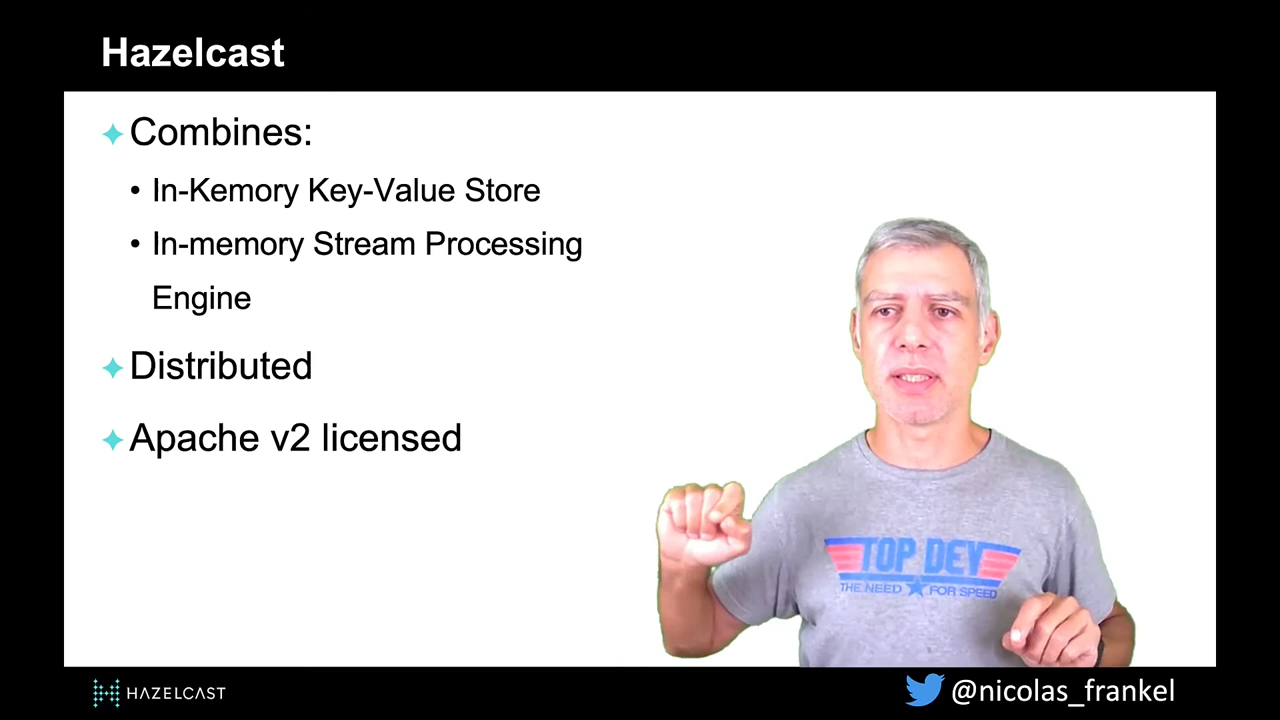 Hazelcast
Combines:
• In-Kemory Key-Value Store
• In-memory Stream Processing
Engine
Distributed
Apache v2 licensed
TOP DEV
THE NEED FOR SPEED
HAZELCAST
@nicolas_frankel